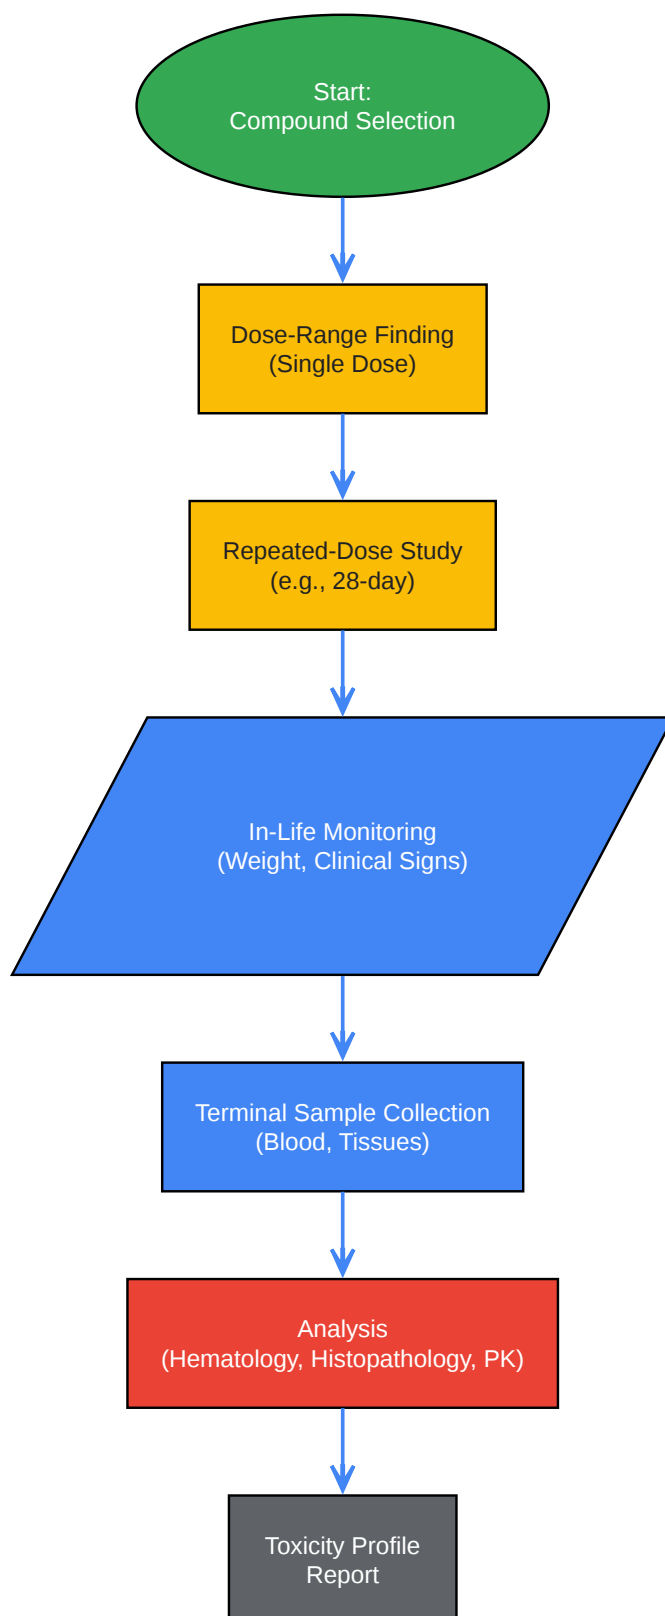 Start:
Compound Selection
Dose-Range Finding
(Single Dose)
Repeated-Dose Study
(e.g., 28-day)
In-Life Monitoring
(Weight, Clinical Signs)
Terminal Sample Collection
(Blood, Tissues)
Analysis
(Hematology, Histopathology, PK)
Toxicity Profile
Report